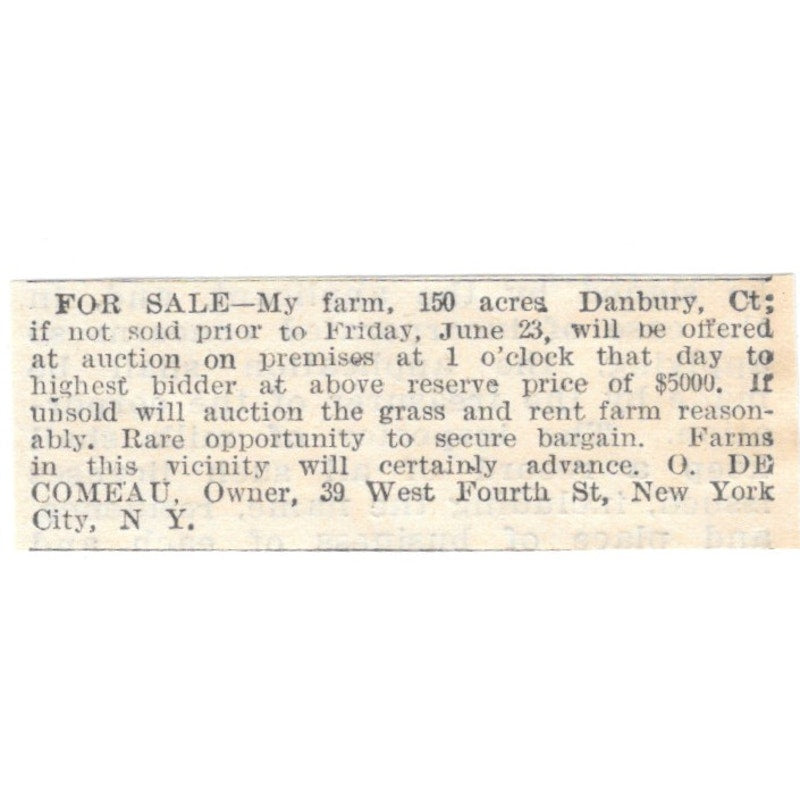 FOR SALE—My farm, 150 acres, Danbury, Ct;
if not sold prior to Friday, June 23, will be offered
at auction on premises at 1 o'clock that day to
highest bidder at above reserve price of $5000. If
unsold will auction the grass and rent farm reason-
ably. Rare opportunity to secure bargain. Farms
in this vicinity will certainly advance. O. DE
COMEAU, Owner, 39 West Fourth St, New York
City, N Y.